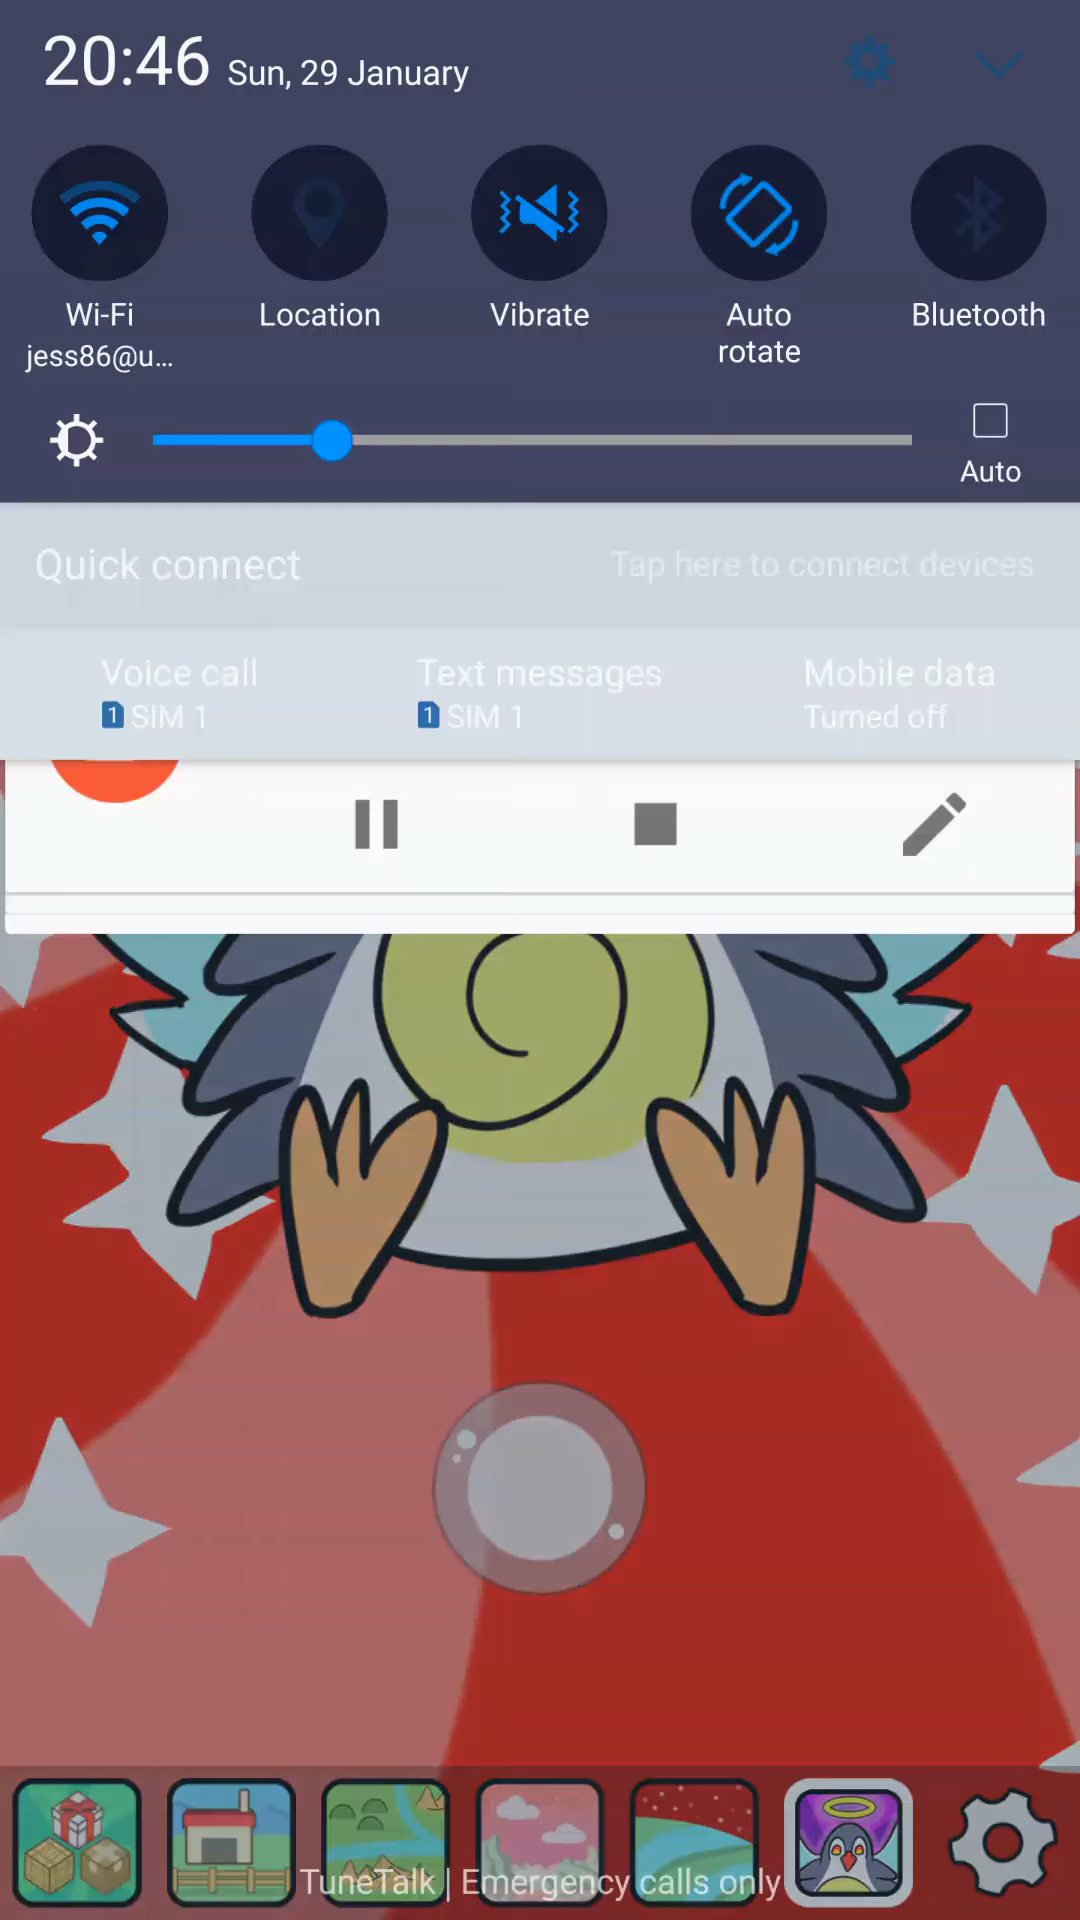 20:46 Sun, 29 January
Wi-Fi
jess86@u...
Location
Vibrate
Auto
rotate
Bluetooth
Auto
Quick connect
Tap here to connect devices
Voice call
1 SIM 1
Text messages
1 SIM 1
Mobile data
Turned off
TuneTalk | Emergency calls only